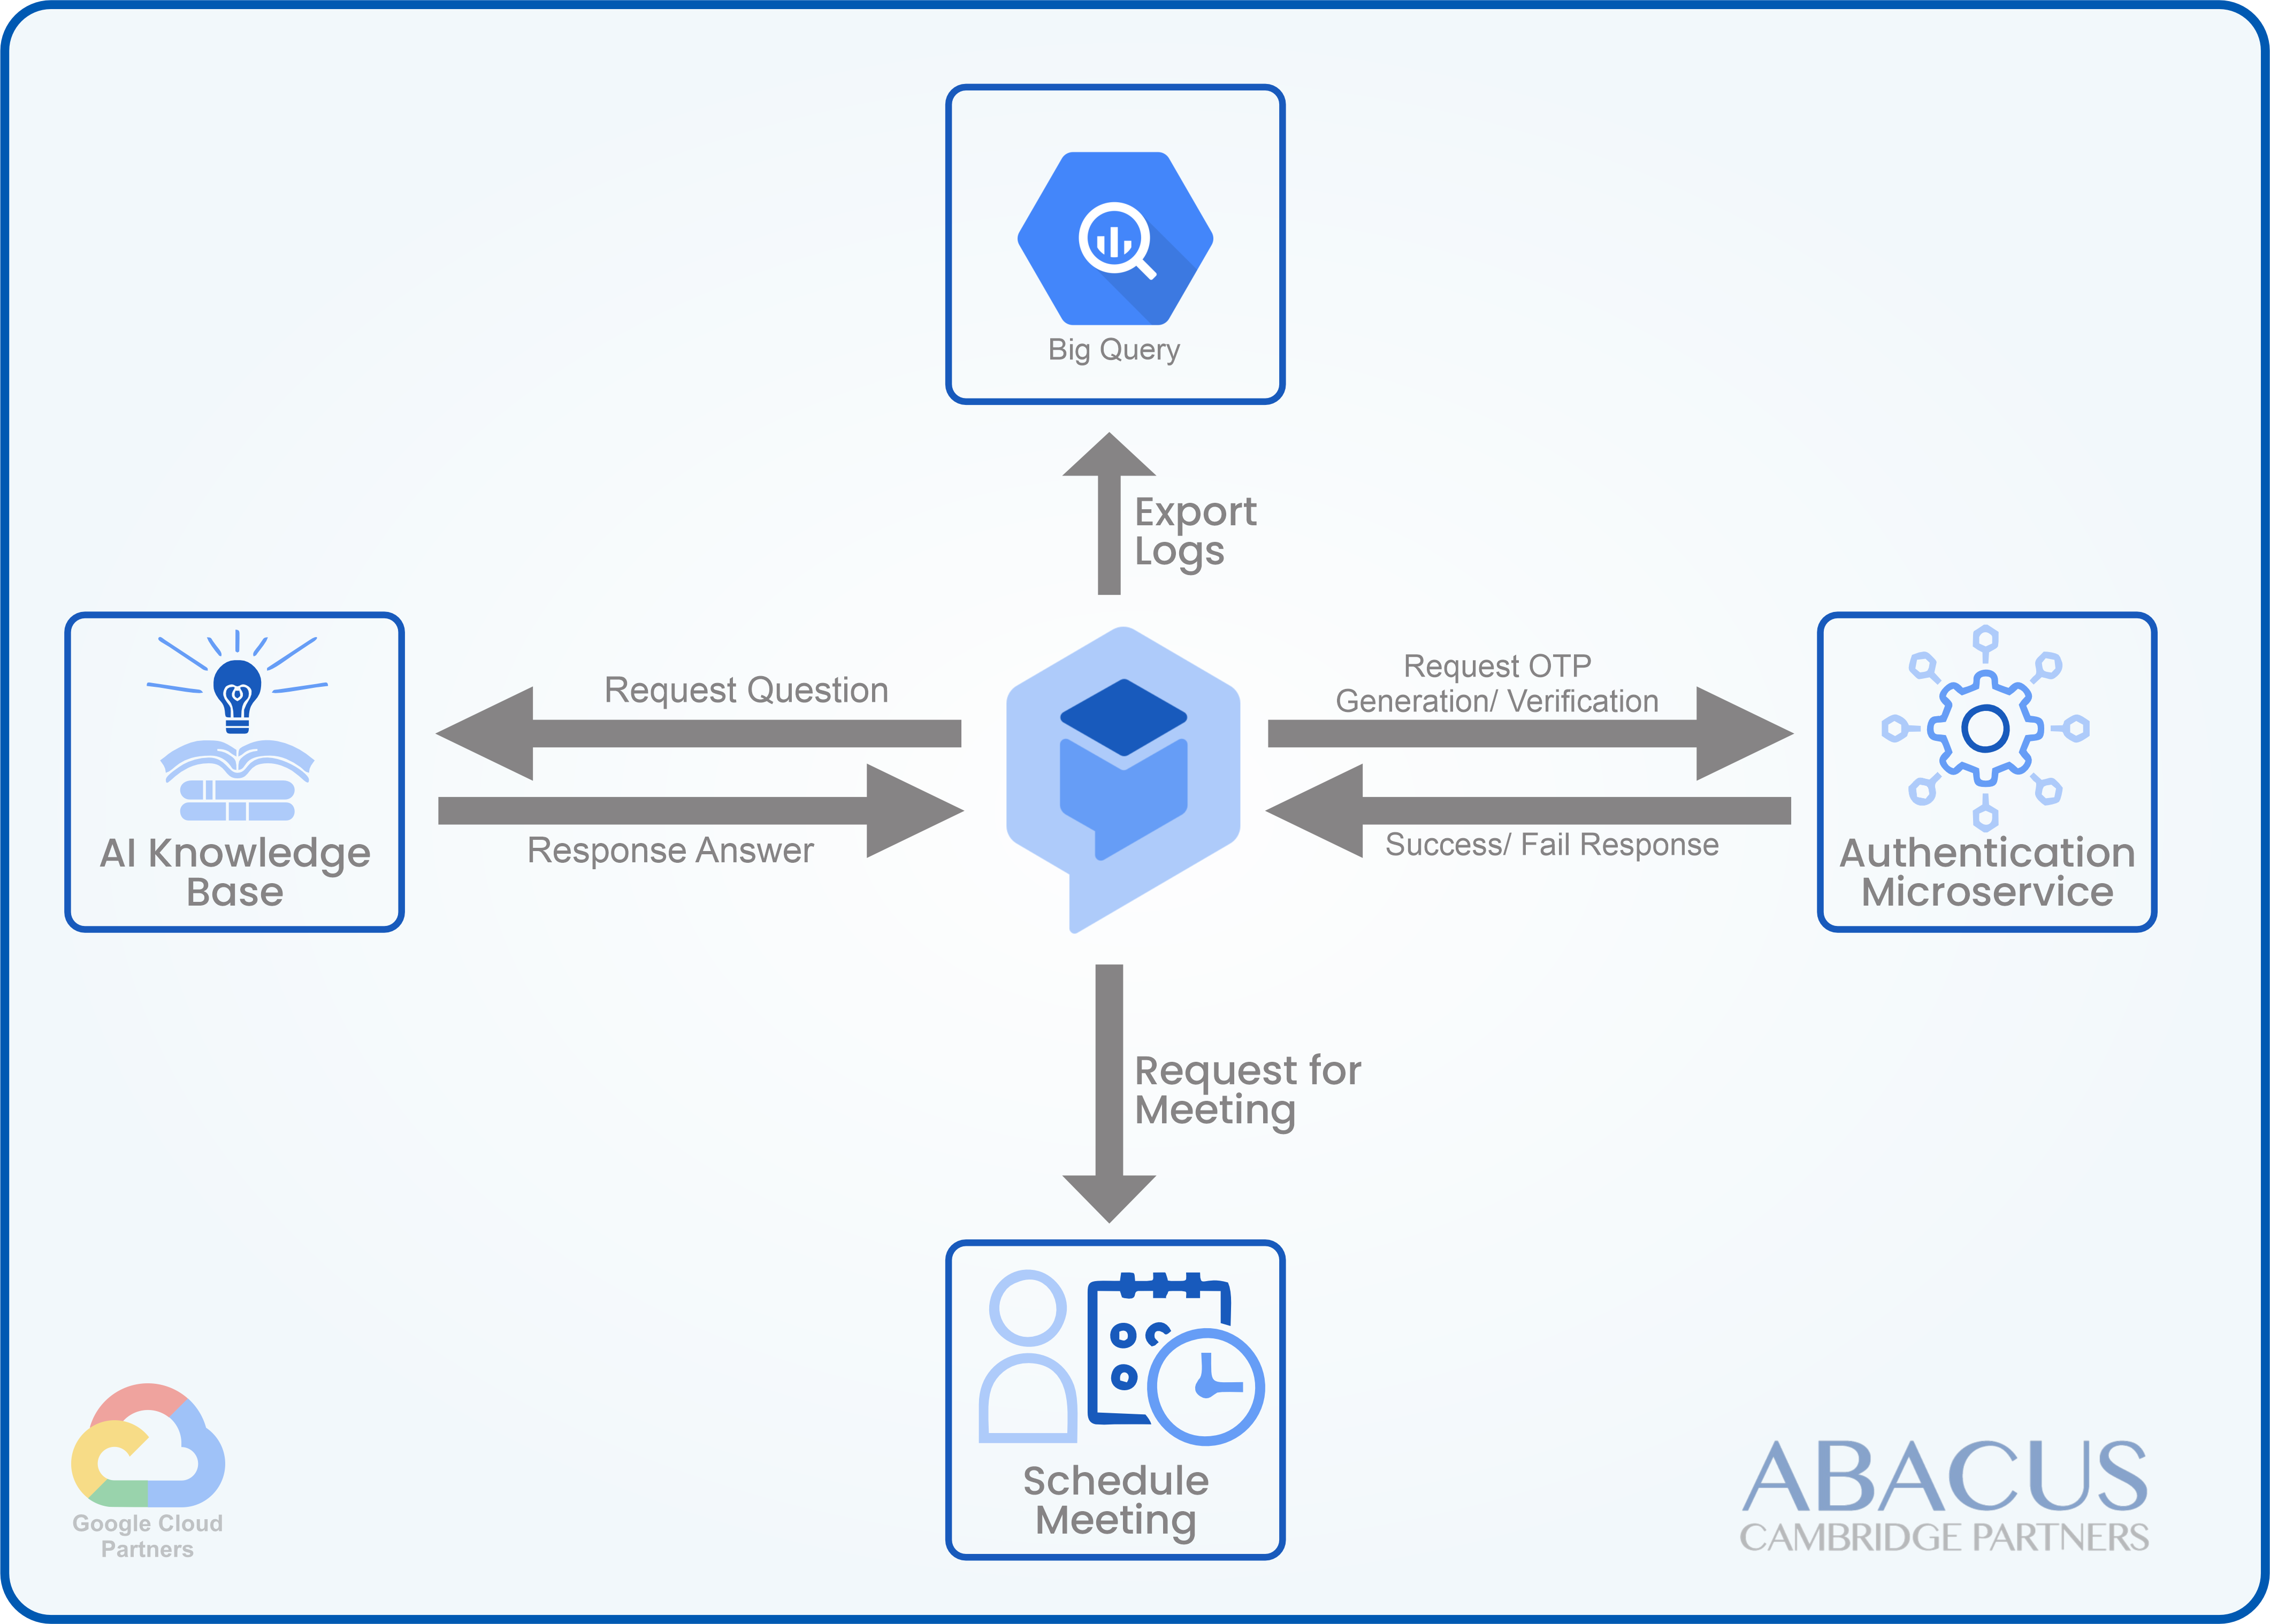 Big Query
Export
Logs
Request Question
Request OTP
Generation/ Verification
Response Answer
Success/ Fail Response
AI Knowledge
Base
Authentication
Microservice
Request for
Meeting
Schedule
Meeting
Google Cloud
Partners
ABACUS
CAMBRIDGE PARTNERS